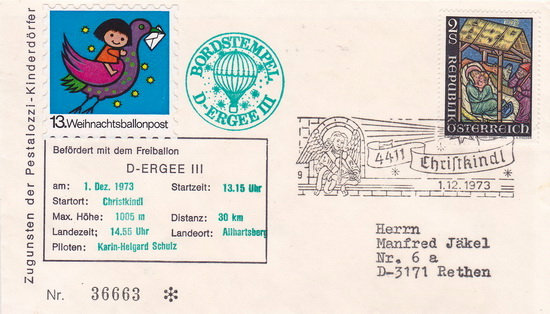 Zugunsten der Pestalozzi-Kinderdörfer
13. Weihnachtsballonpost
BORDSTEMPEL
D-ERGEE III
2 S
REPUBLIK
ÖSTERREICH
4411 Christkindl
1.12.1973
Befördert mit dem Freiballon
D-ERGEE III
am: 1. Dez. 1973 Startzeit: 13.15 Uhr
Startort: Christkindl
Max. Höhe: 1005 m Distanz: 30 km
Landezeit: 14.55 Uhr Landeort: Allhartsberg
Piloten: Karin-Helgard Schulz
Herrn
Manfred Jäkel
Nr. 6 a
D-3171 Rethen
Nr. 36663 ✻